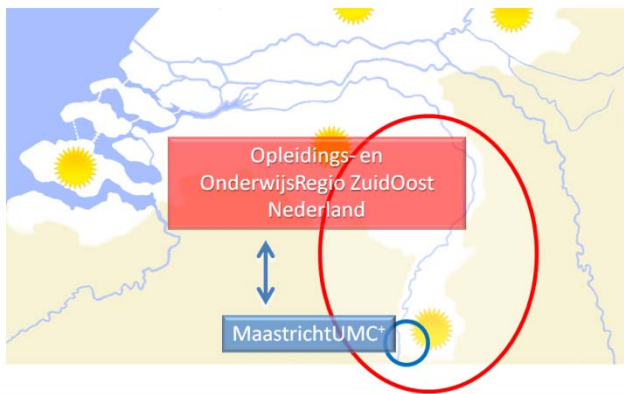 Opleidings- en
OnderwijsRegio ZuidOost
Nederland
MaastrichtUMC⁺